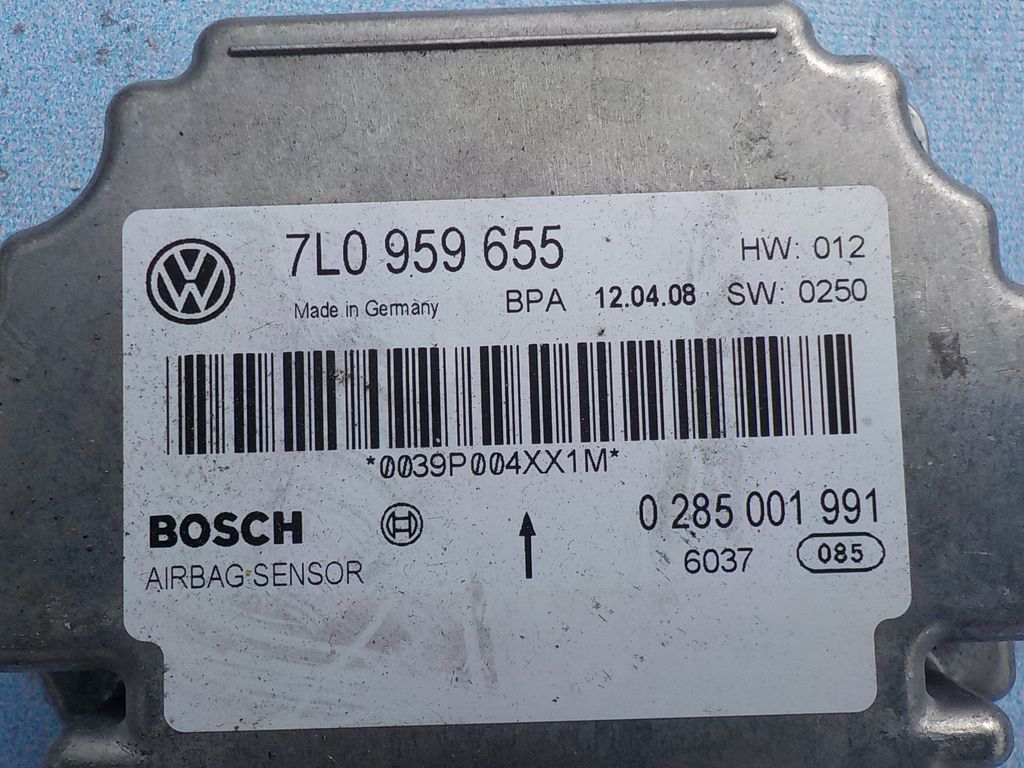 7L0 959 655
HW: 012
Made in Germany
BPA 12.04.08 SW: 0250
*0039P004XX1M*
BOSCH
0 285 001 991
AIRBAG SENSOR
6037 085